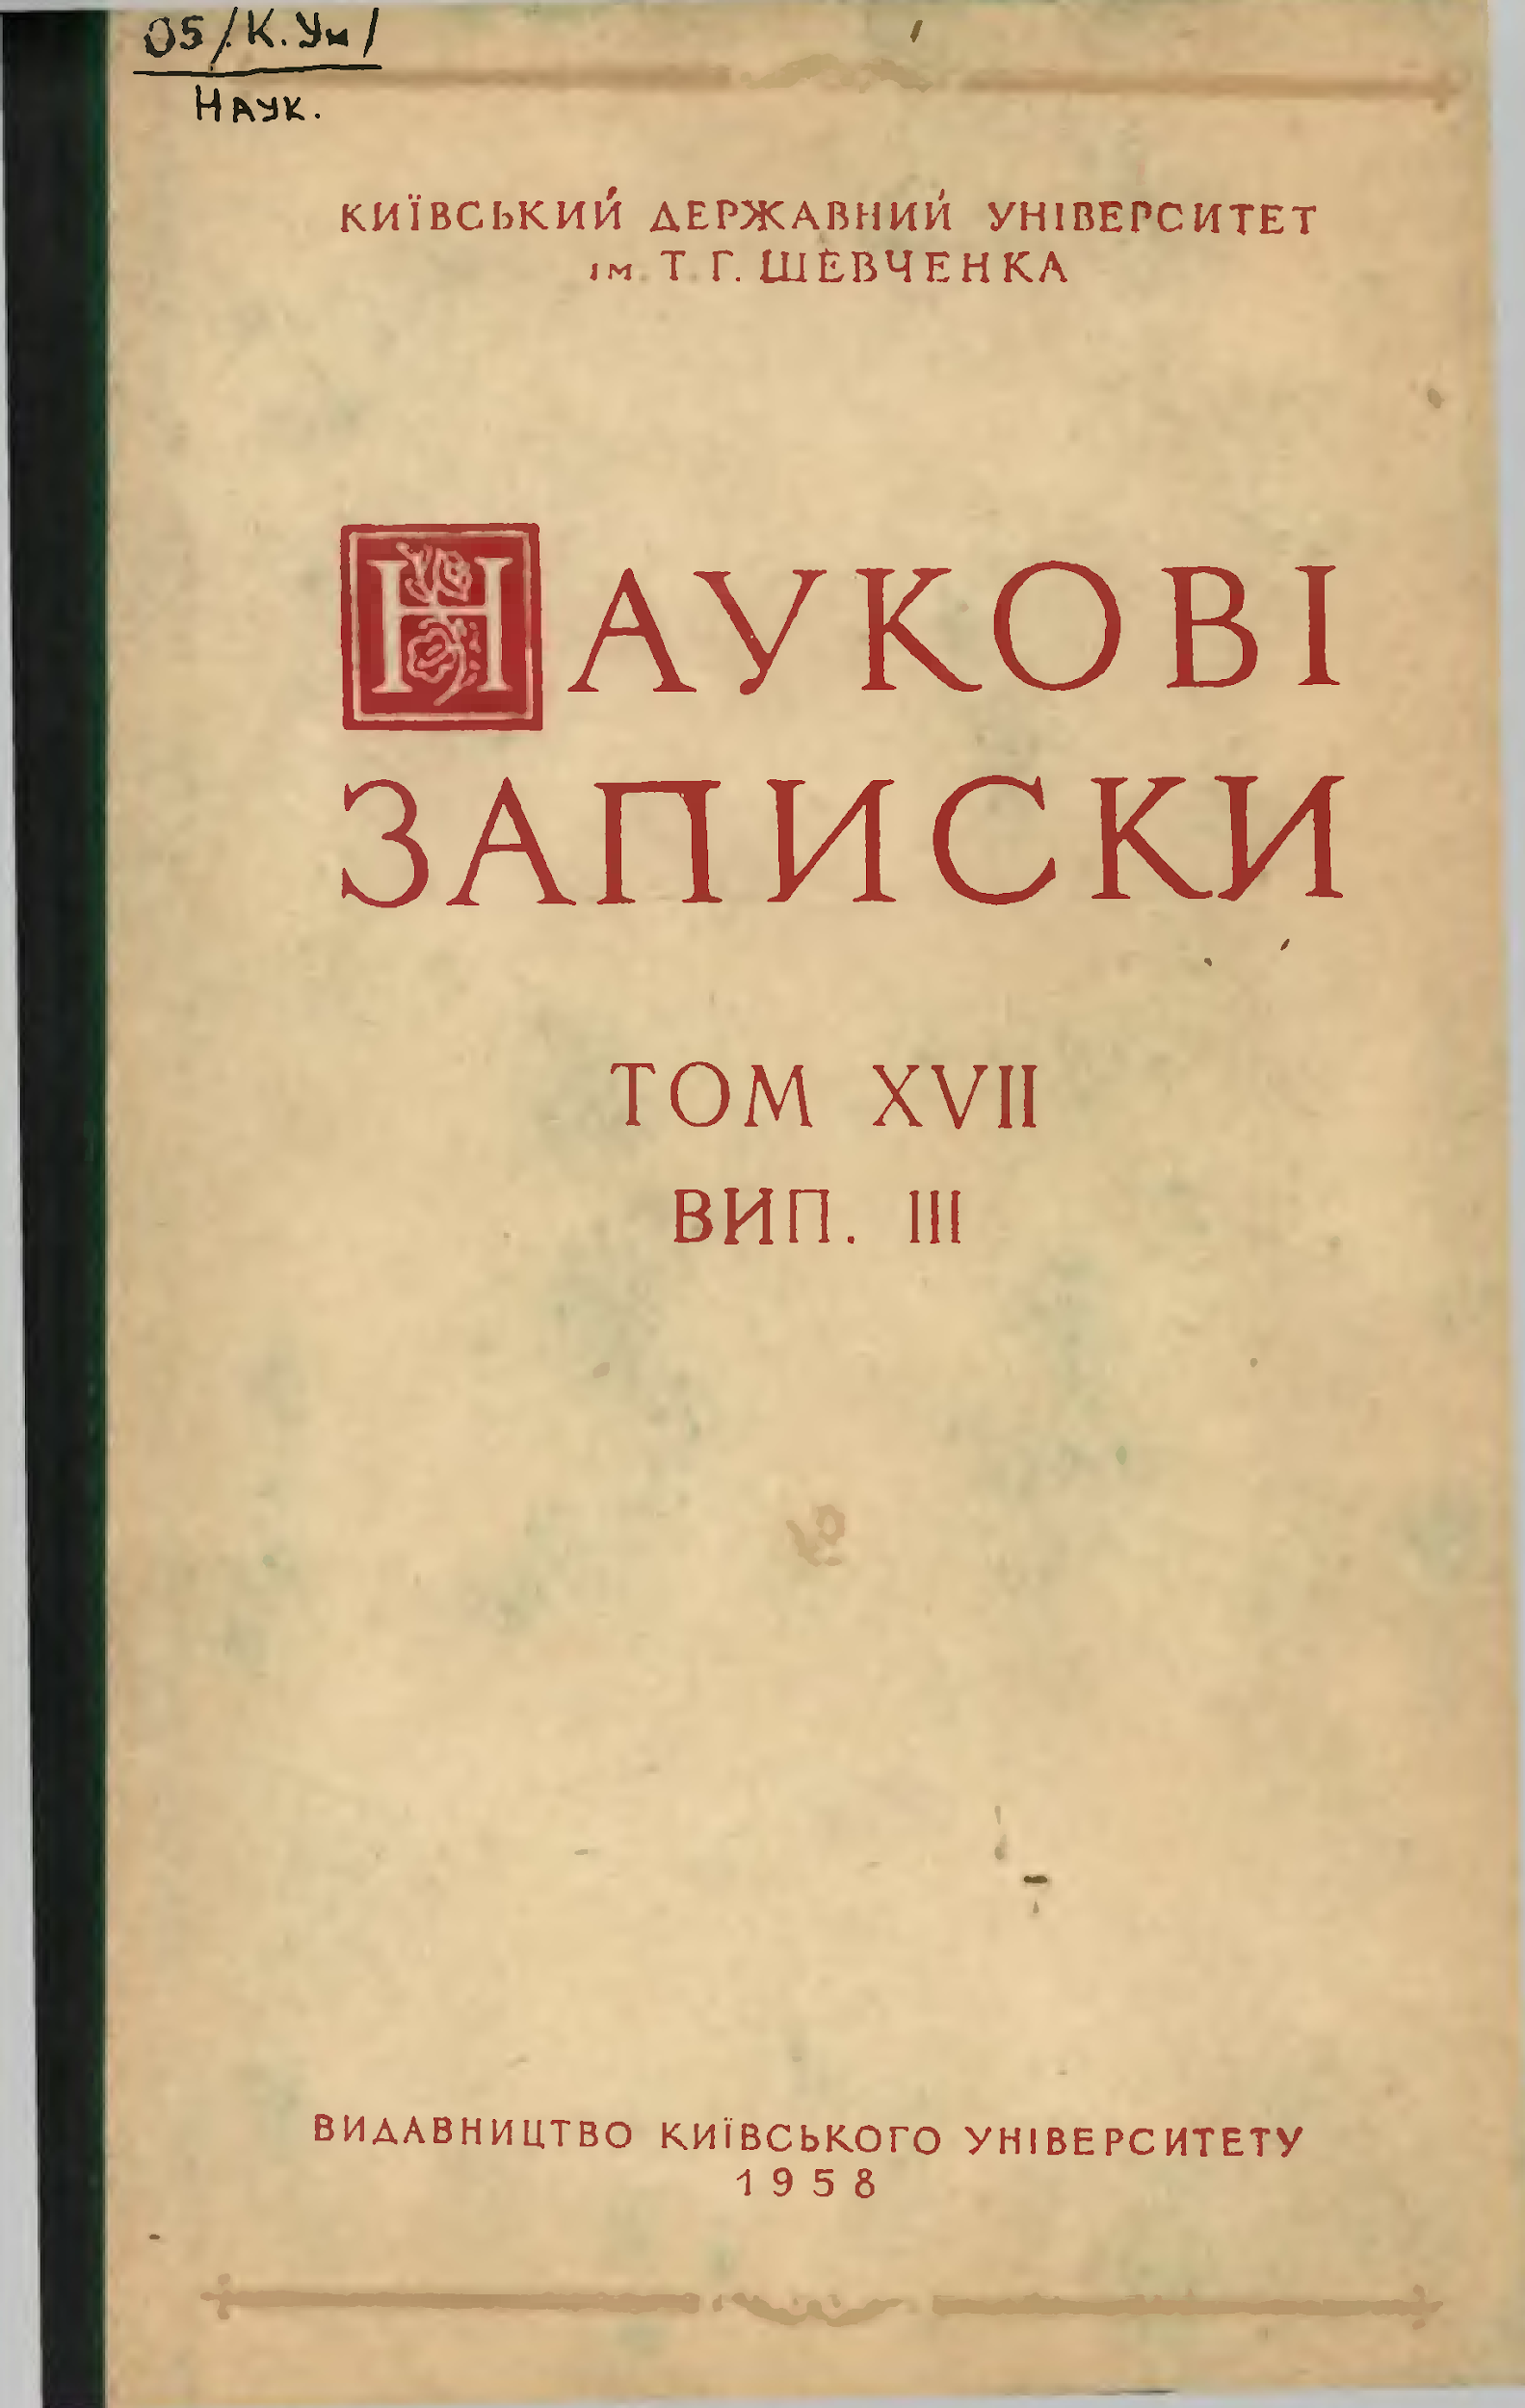 05/К.Ун/
Наук.
КИЇВСЬКИЙ ДЕРЖАВНИЙ УНІВЕРСИТЕТ
ім. Т. Г. ШЕВЧЕНКА
НАУКОВІ
ЗАПИСКИ
ТОМ XVII
ВИП. III
ВИДАВНИЦТВО КИЇВСЬКОГО УНІВЕРСИТЕТУ
1958